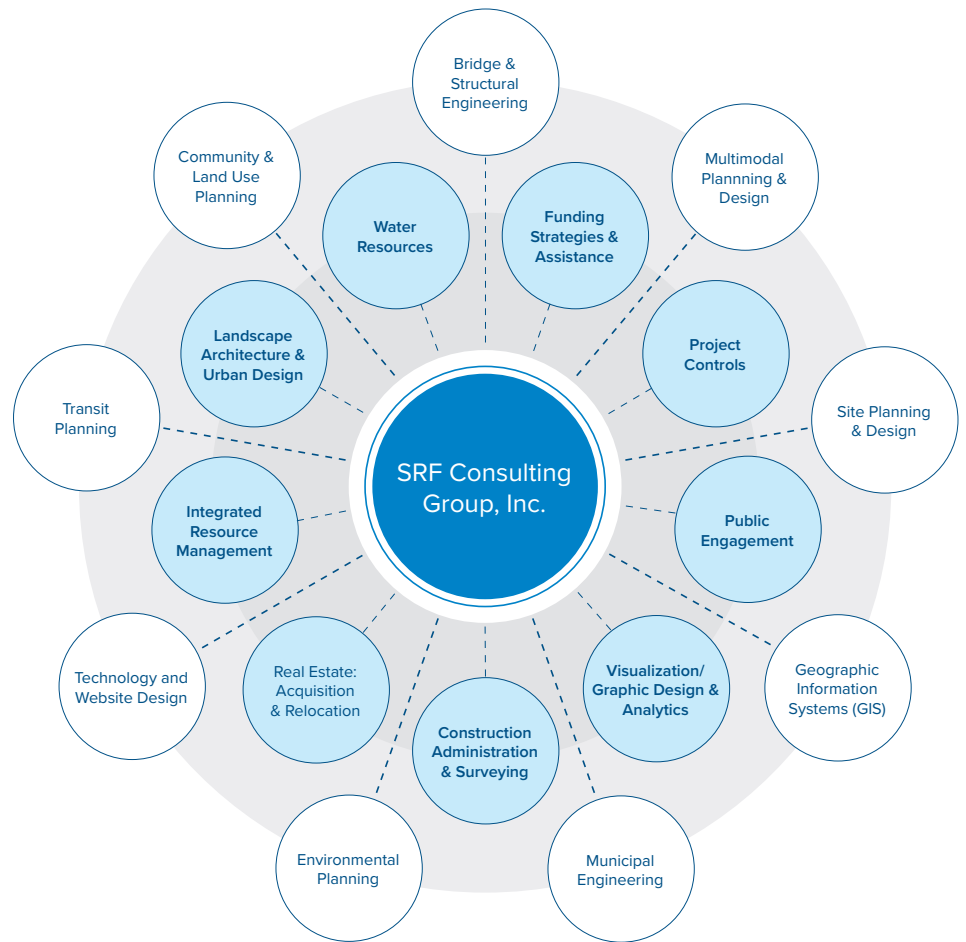 Bridge &
Structural
Engineering
Community &
Land Use
Planning
Multimodal
Plannning &
Design
Water
Resources
Funding
Strategies &
Assistance
Landscape
Architecture &
Urban Design
Project
Controls
Transit
Planning
Site Planning
& Design
SRF Consulting
Group, Inc.
Integrated
Resource
Management
Public
Engagement
Technology and
Website Design
Real Estate:
Acquisition
& Relocation
Visualization/
Graphic Design &
Analytics
Geographic
Information
Systems (GIS)
Construction
Administration
& Surveying
Environmental
Planning
Municipal
Engineering